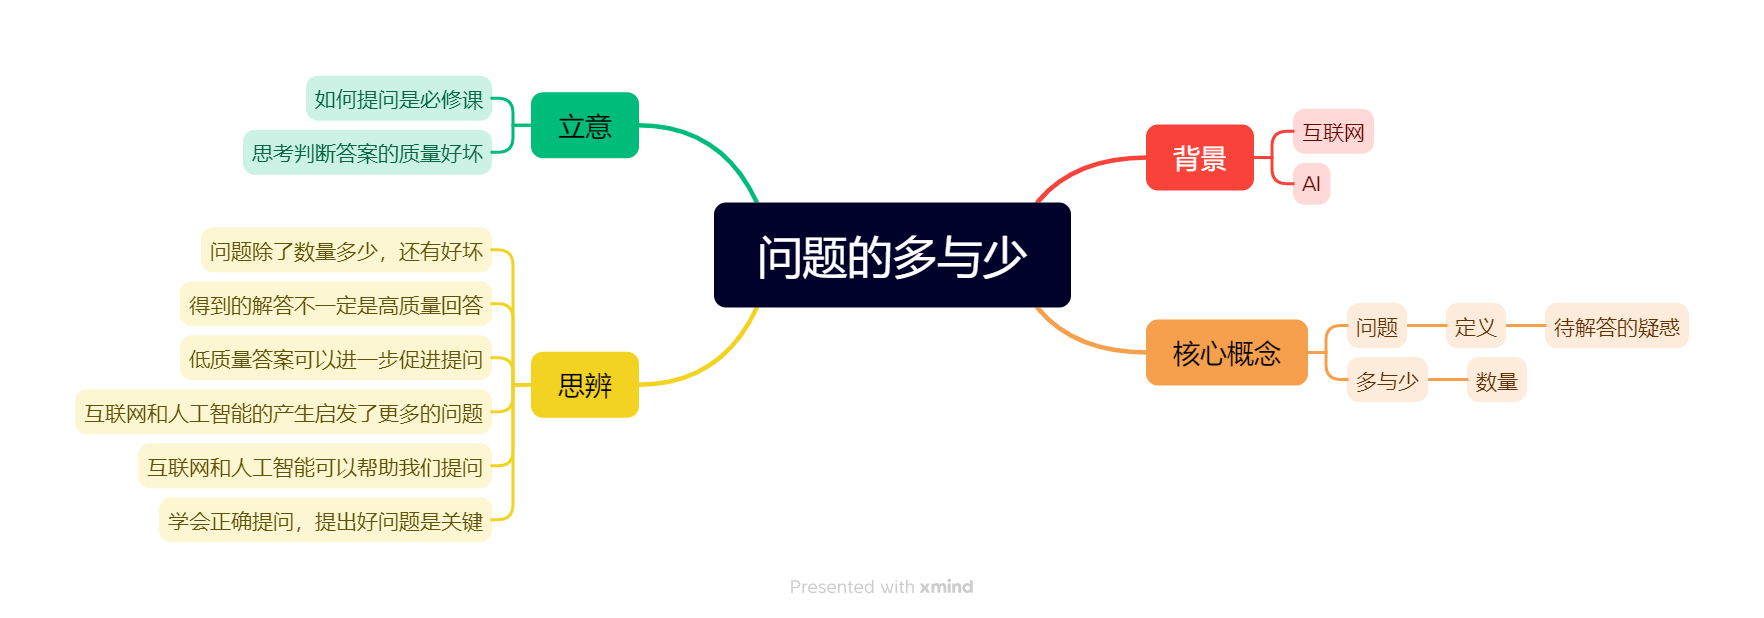 问题的多与少
背景
互联网
AI
核心概念
问题
定义
待解答的疑惑
多与少
数量
立意
如何提问是必修课
思考判断答案的质量好坏
思辨
问题除了数量多少，还有好坏
得到的解答不一定是高质量回答
低质量答案可以进一步促进提问
互联网和人工智能的产生启发了更多的问题
互联网和人工智能可以帮助我们提问
学会正确提问，提出好问题是关键
Presented with xmind